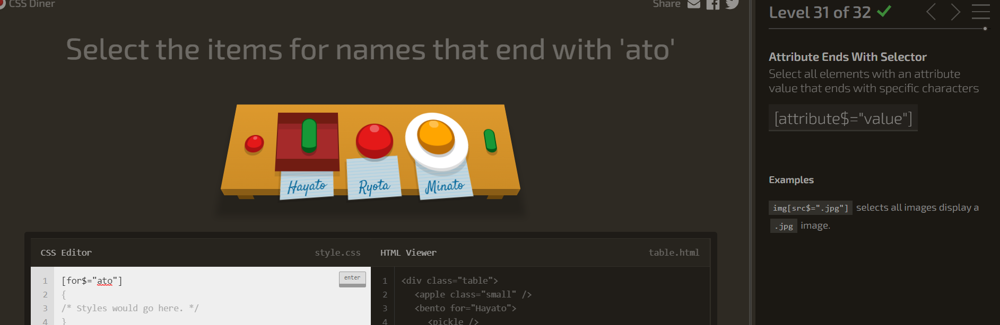 CSS Diner
Share
Level 31 of 32
Select the items for names that end with 'ato'
Attribute Ends With Selector
Select all elements with an attribute
value that ends with specific characters
[attribute$="value"]
Hayato
Ryota
Minato
Examples
img[src$=".jpg"] selects all images display a
.jpg image.
CSS Editor
style.css
HTML Viewer
table.html
1 [for$="ato"]
enter
2 {
3 /* Styles would go here. */
4 }
1 <div class="table">
2 <apple class="small" />
3 <bento for="Hayato">
4 <pickle />